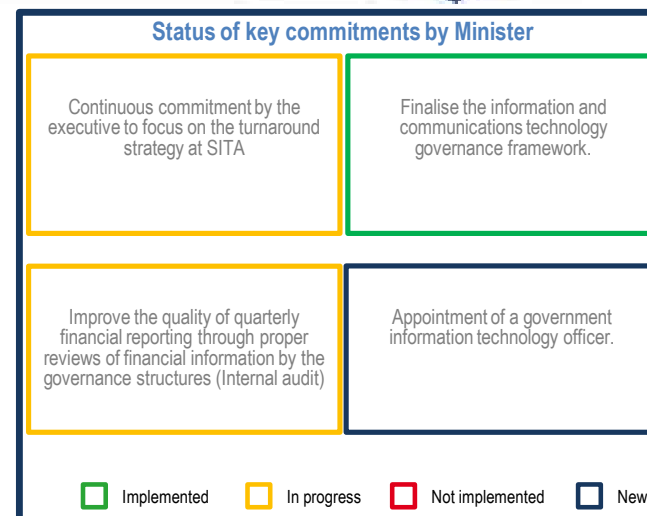 Status of key commitments by Minister
Continuous commitment by the
executive to focus on the turnaround
strategy at SITA
Finalise the information and
communications technology
governance framework.
Improve the quality of quarterly
financial reporting through proper
reviews of financial information by the
governance structures (Internal audit)
Appointment of a government
information technology officer.
Implemented
In progress
Not implemented
New